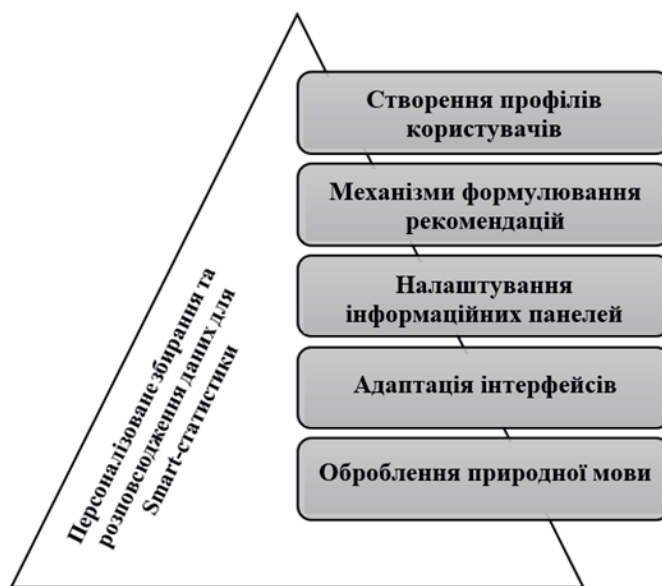 Створення профілів
користувачів
Механізми формулювання
рекомендацій
Налаштування
інформаційних панелей
Адаптація інтерфейсів
Оброблення природної мови
Персоналізоване збирання та
розповсюдження даних для
Smart-статистики